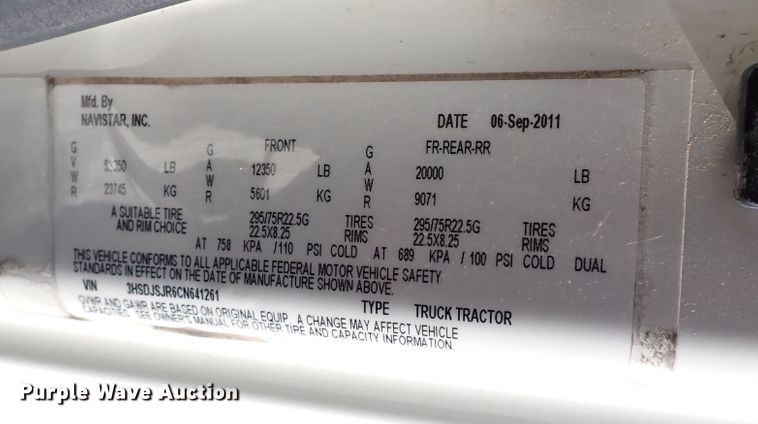 Mfd. By
NAVISTAR, INC. DATE 06-Sep-2011
G V W R LB 23745 KG
G A W R FRONT 12350 LB 5601 KG
G A W R FR-REAR-RR 20000 LB 9071 KG
A SUITABLE TIRE 295/75R22.5G TIRES 295/75R22.5G TIRES
AND RIM CHOICE 22.5X8.25 RIMS 22.5X8.25 RIMS
AT 758 KPA /110 PSI COLD AT 689 KPA /100 PSI COLD DUAL
THIS VEHICLE CONFORMS TO ALL APPLICABLE FEDERAL MOTOR VEHICLE SAFETY
STANDARDS IN EFFECT ON THE DATE OF MANUFACTURE SHOWN ABOVE.
VIN 3HSDJSJR6CN641261 TYPE TRUCK TRACTOR
GVWR AND GAWR ARE BASED ON ORIGINAL EQUIP. A CHANGE MAY AFFECT VEHICLE
CAPACITIES. SEE OWNER'S MANUAL FOR OTHER TIRE AND CAPACITY INFORMATION.
Purple Wave Auction